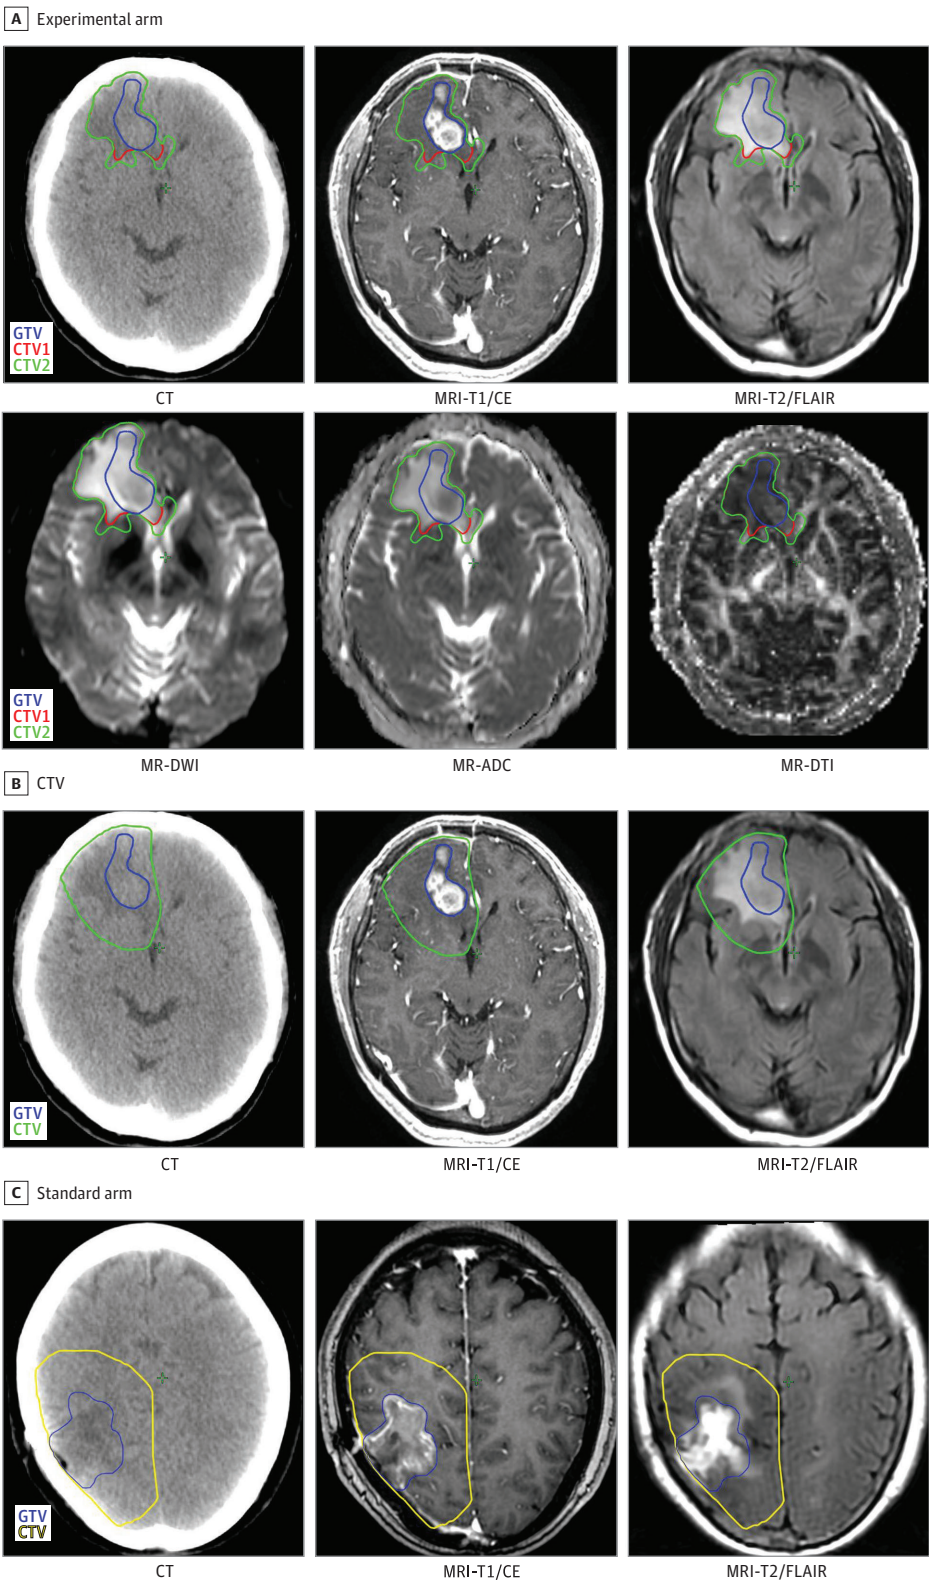 A Experimental arm
GTV
CTV1
CTV2
CT
MRI-T1/CE
MRI-T2/FLAIR
GTV
CTV1
CTV2
MR-DWI
MR-ADC
MR-DTI
B CTV
GTV
CTV
CT
MRI-T1/CE
MRI-T2/FLAIR
C Standard arm
GTV
CTV
CT
MRI-T1/CE
MRI-T2/FLAIR